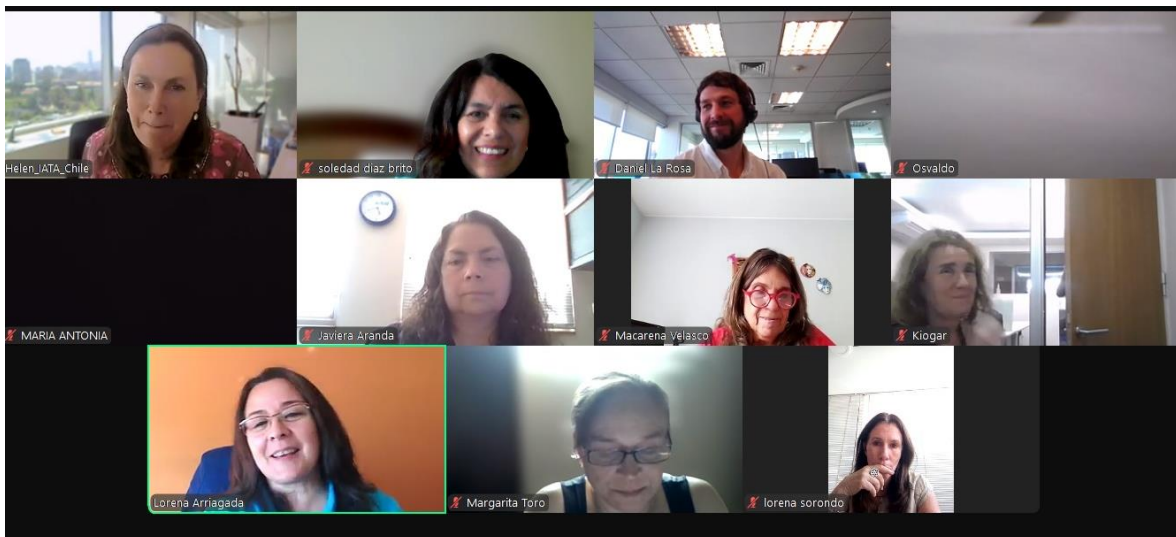 Helen_IATA_Chile
soledad diaz brito
Daniel La Rosa
Osvaldo
MARIA ANTONIA
Javiera Aranda
Macarena Velasco
Kiogar
Lorena Arriagada
Margarita Toro
lorena sorondo